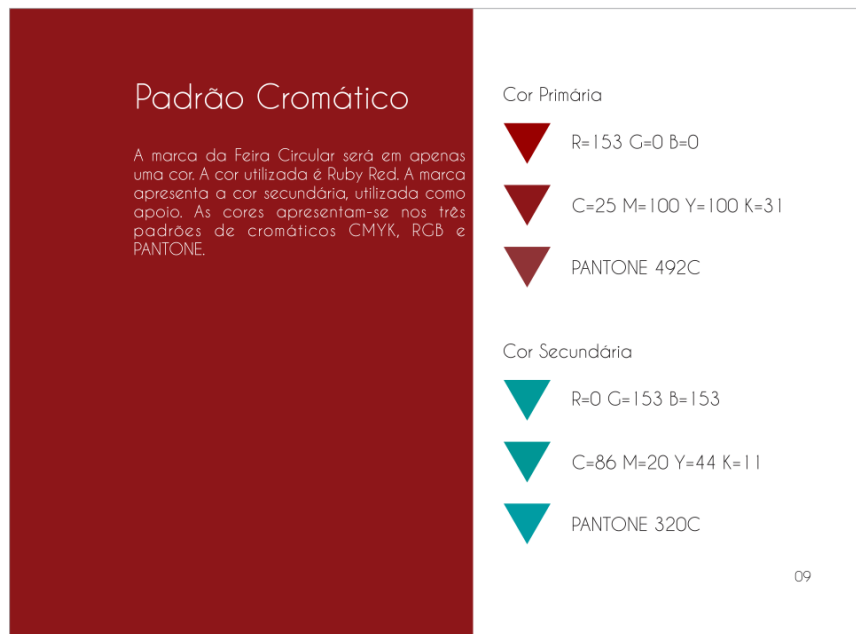 Padrão Cromático
A marca da Feira Circular será em apenas
uma cor. A cor utilizada é Ruby Red. A marca
apresenta a cor secundária, utilizada como
apoio. As cores apresentam-se nos três
padrões de cromáticos CMYK, RGB e
PANTONE.
Cor Primária
R=153 G=0 B=0
C=25 M=100 Y=100 K=31
PANTONE 492C
Cor Secundária
R=0 G=153 B=153
C=86 M=20 Y=44 K=11
PANTONE 320C
09